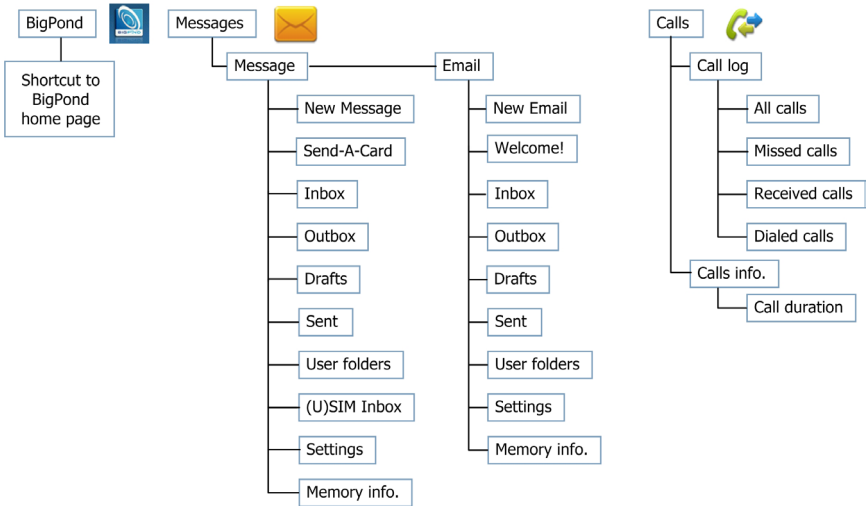 BigPond
BIGPOND
Shortcut to
BigPond
home page
Messages
Message
New Message
Send-A-Card
Inbox
Outbox
Drafts
Sent
User folders
(U)SIM Inbox
Settings
Memory info.
Email
New Email
Welcome!
Inbox
Outbox
Drafts
Sent
User folders
Settings
Memory info.
Calls
Call log
All calls
Missed calls
Received calls
Dialed calls
Calls info.
Call duration